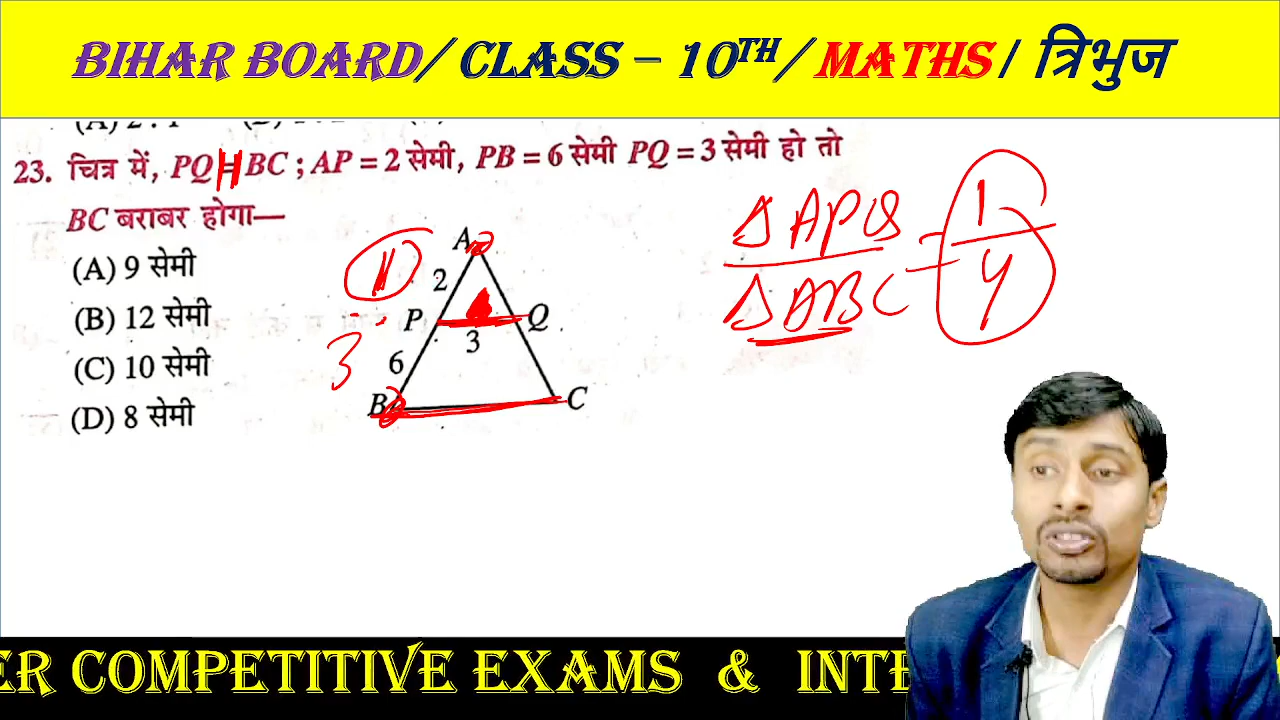 BIHAR BOARD/ CLASS – 10TH/ MATHS/ त्रिभुज
23. चित्र में, PQ || BC ; AP = 2 सेमी, PB = 6 सेमी PQ = 3 सेमी हो तो
BC बराबर होगा—
(A) 9 सेमी
(B) 12 सेमी
(C) 10 सेमी
(D) 8 सेमी
A
2
P
Q
3
6
B
C
1
3
ΔAPQ
ΔABC
=
1
4
ER COMPETITIVE EXAMS & INTE